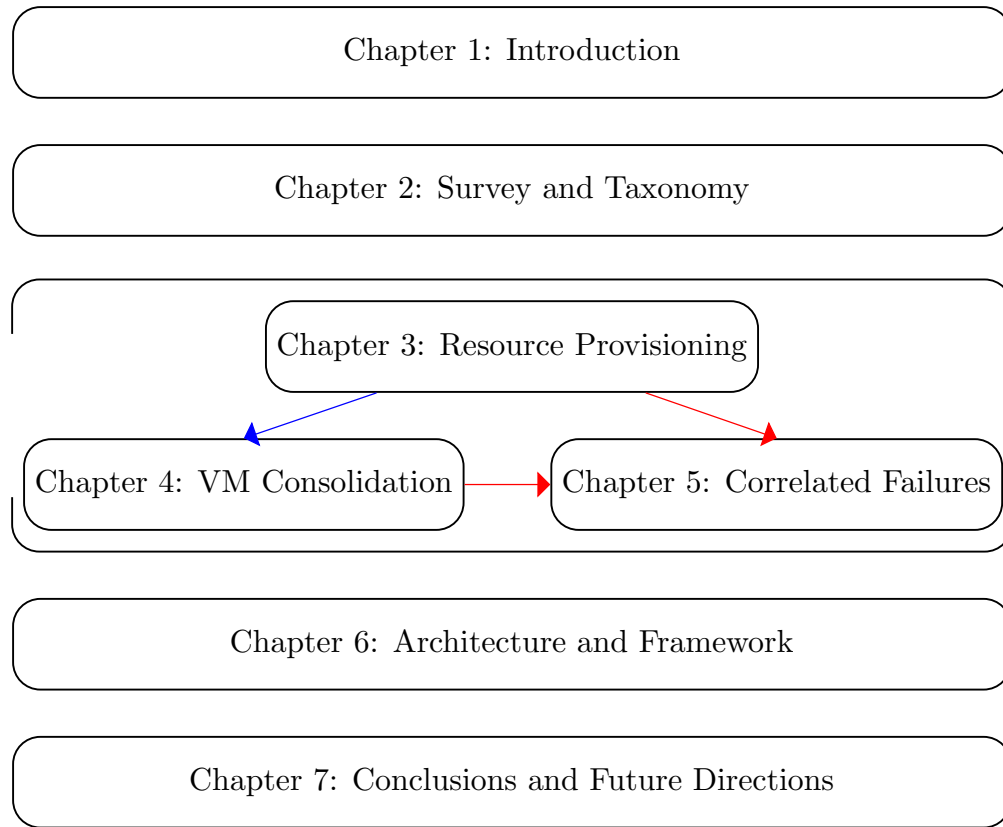 Chapter 1: Introduction
Chapter 2: Survey and Taxonomy
Chapter 3: Resource Provisioning
Chapter 4: VM Consolidation
Chapter 5: Correlated Failures
Chapter 6: Architecture and Framework
Chapter 7: Conclusions and Future Directions